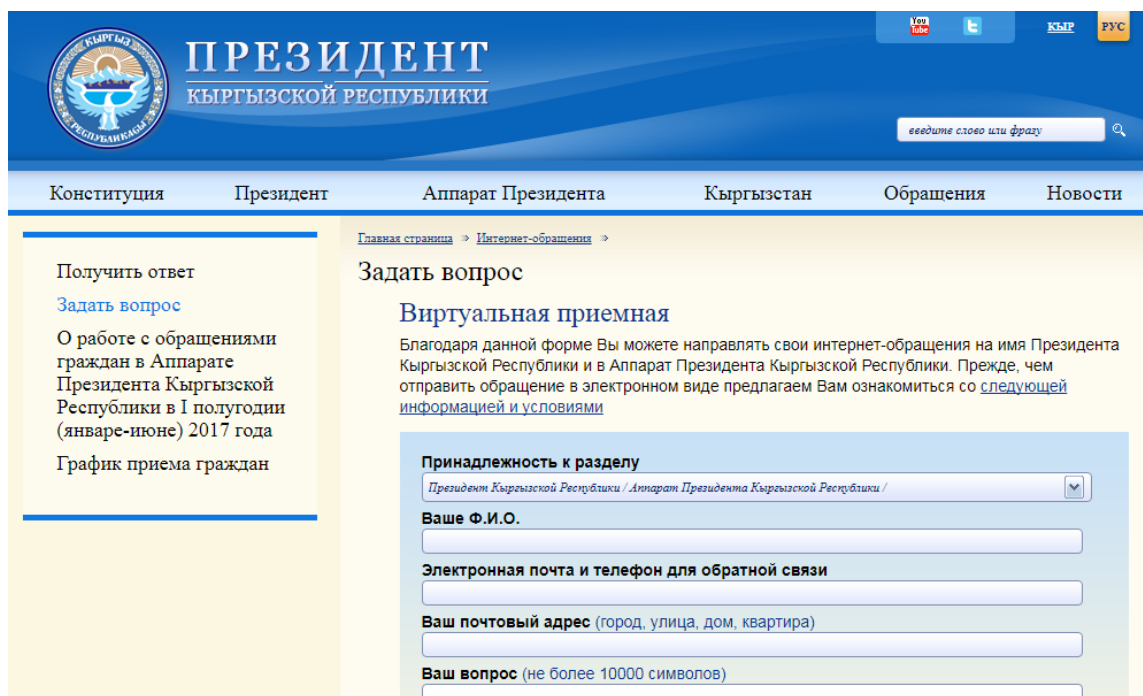 КЫРГЫЗ
РЕСПУБЛИКАСЫ
ПРЕЗИДЕНТ
КЫРГЫЗСКОЙ РЕСПУБЛИКИ
You Tube
КЫР
РУС
введите слово или фразу
Конституция Президент Аппарат Президента Кыргызстан Обращения Новости
Получить ответ
Задать вопрос
О работе с обращениями
граждан в Аппарате
Президента Кыргызской
Республики в I полугодии
(январе-июне) 2017 года
График приема граждан
Главная страница » Интернет-обращения »
Задать вопрос
Виртуальная приемная
Благодаря данной форме Вы можете направлять свои интернет-обращения на имя Президента
Кыргызской Республики и в Аппарат Президента Кыргызской Республики. Прежде, чем
отправить обращение в электронном виде предлагаем Вам ознакомиться со следующей
информацией и условиями
Принадлежность к разделу
Президент Кыргызской Республики / Аппарат Президента Кыргызской Республики /
Ваше Ф.И.О.
Электронная почта и телефон для обратной связи
Ваш почтовый адрес (город, улица, дом, квартира)
Ваш вопрос (не более 10000 символов)